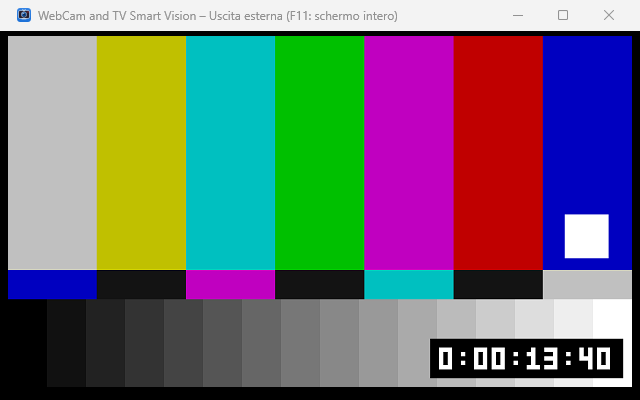 WebCam and TV Smart Vision – Uscita esterna (F11: schermo intero)
0:00:13:40